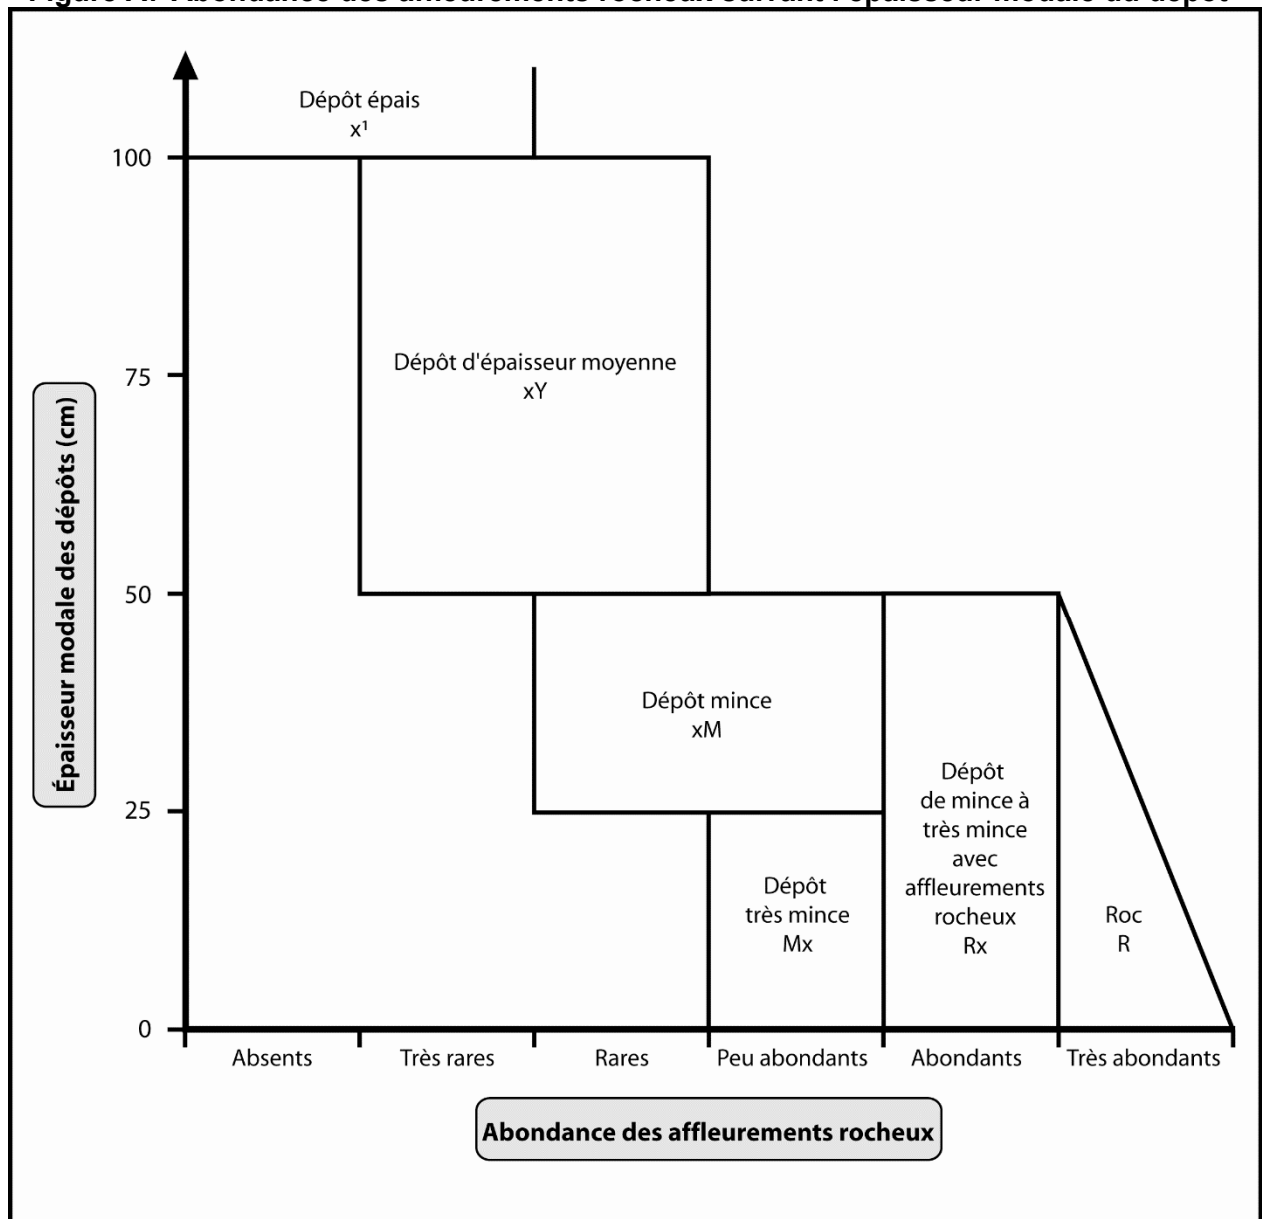 Dépôt épais
x¹
100
Dépôt d'épaisseur moyenne
xY
75
Épaisseur modale des dépôts (cm)
50
Dépôt mince
xM
25
Dépôt
de mince à
très mince
avec
affleurements
rocheux
Rx
Dépôt
très mince
Mx
Roc
R
0
Absents
Très rares
Rares
Peu abondants
Abondants
Très abondants
Abondance des affleurements rocheux